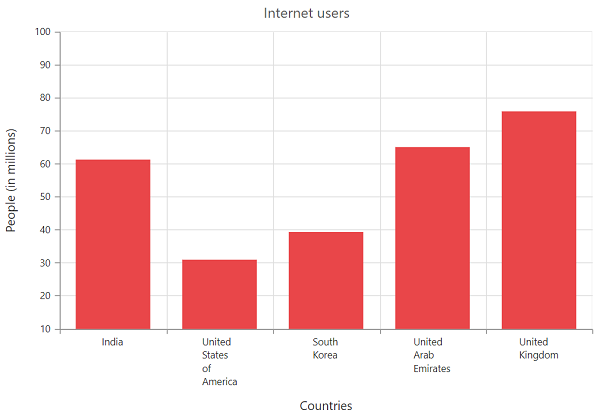 Internet users
People (in millions)
100
90
80
70
60
50
40
30
20
10
India
United
States
of
America
South
Korea
United
Arab
Emirates
United
Kingdom
Countries